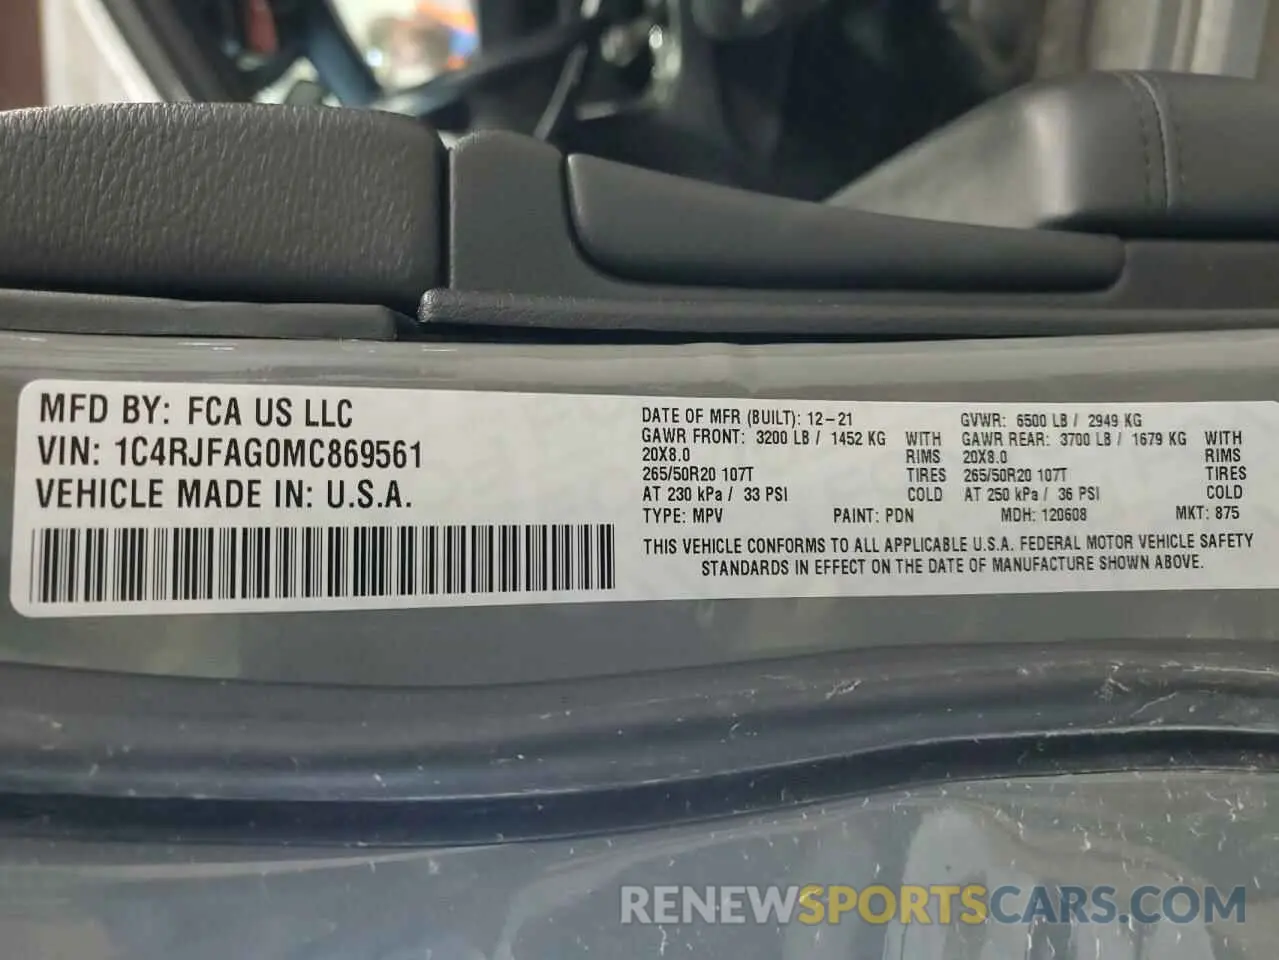 MFD BY: FCA US LLC
VIN: 1C4RJFAG0MC869561
VEHICLE MADE IN: U.S.A.
DATE OF MFR (BUILT): 12-21 GVWR: 6500 LB / 2949 KG
GAWR FRONT: 3200 LB / 1452 KG WITH GAWR REAR: 3700 LB / 1679 KG WITH
20X8.0 RIMS 20X8.0 RIMS
265/50R20 107T TIRES 265/50R20 107T TIRES
AT 230 kPa / 33 PSI COLD AT 250 kPa / 36 PSI COLD
TYPE: MPV PAINT: PDN MDH: 120608 MKT: 875
THIS VEHICLE CONFORMS TO ALL APPLICABLE U.S.A. FEDERAL MOTOR VEHICLE SAFETY
STANDARDS IN EFFECT ON THE DATE OF MANUFACTURE SHOWN ABOVE.
RENEWSPORTSCARS.COM